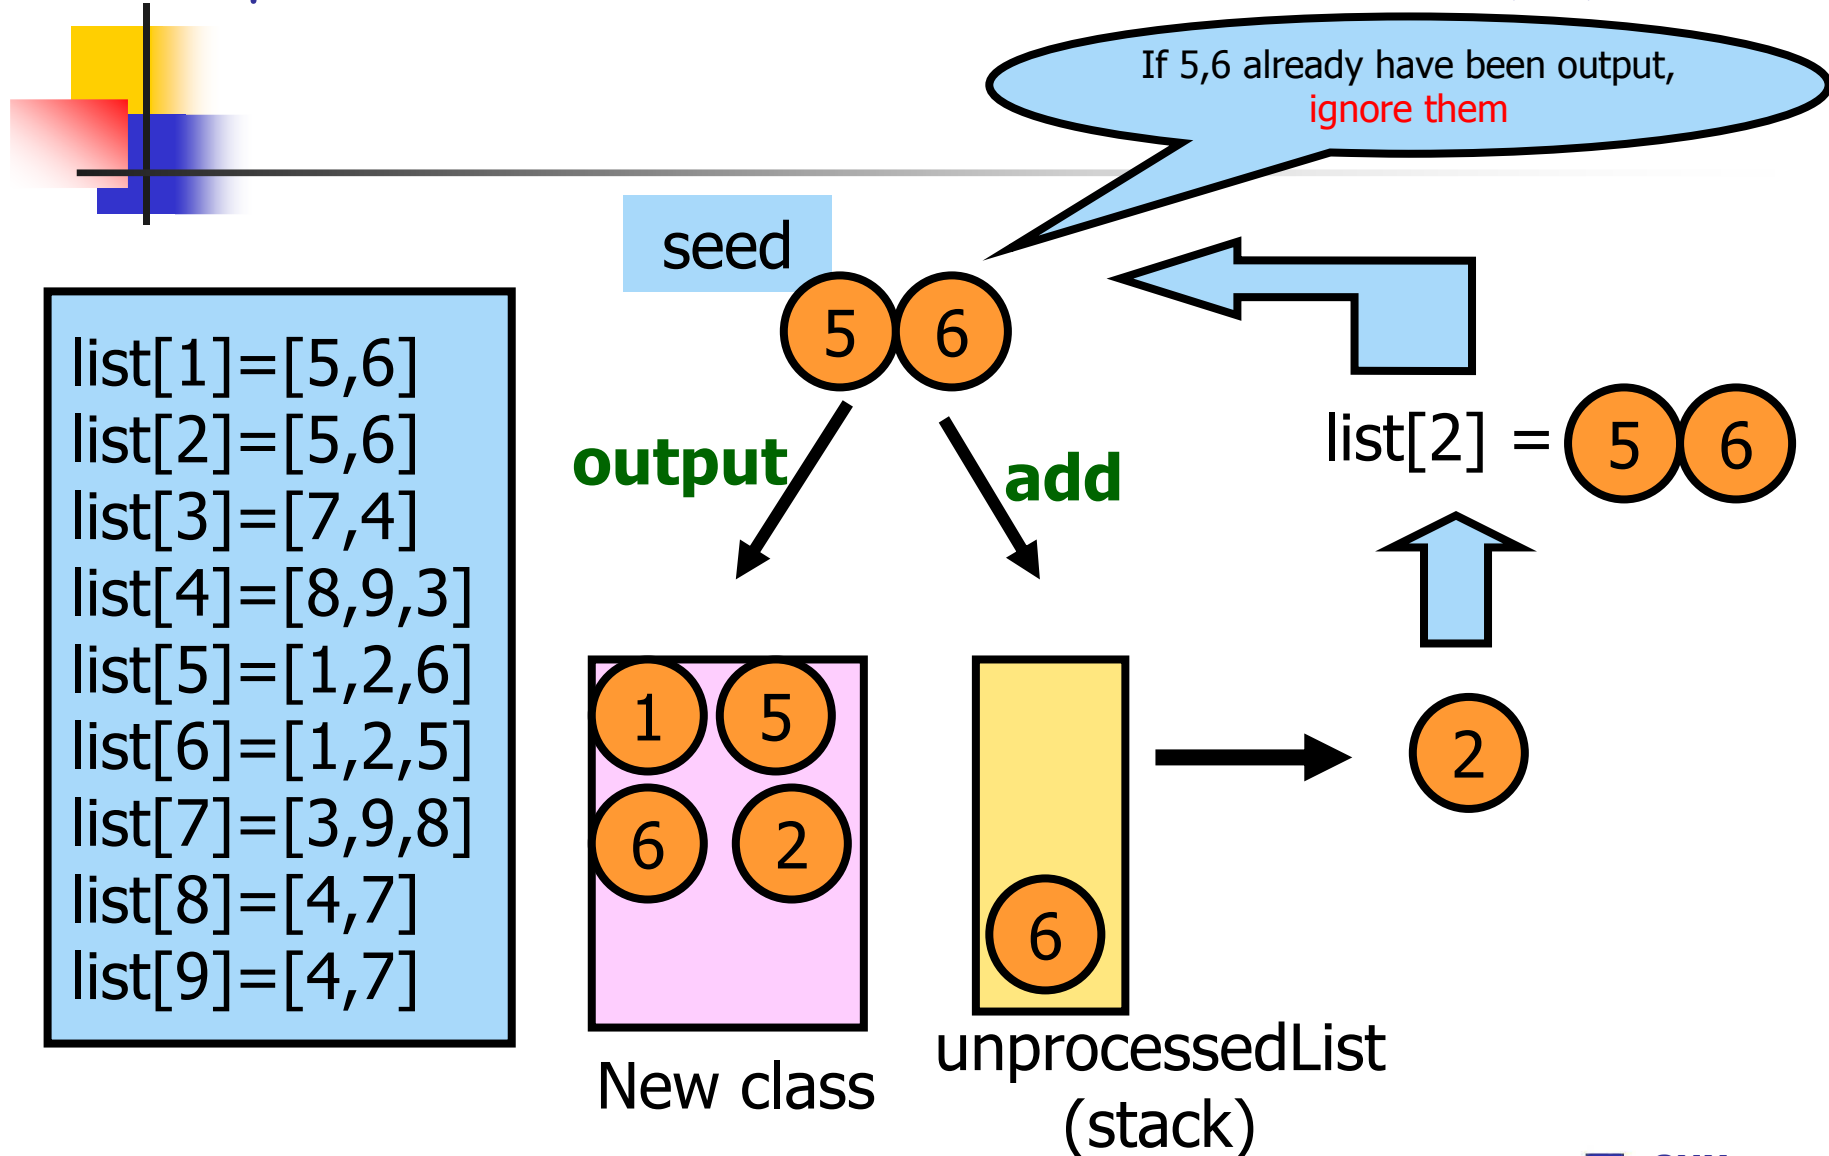 If 5,6 already have been output,
ignore them
seed
5 6
list[1]=[5,6]
list[2]=[5,6]
list[3]=[7,4]
list[4]=[8,9,3]
list[5]=[1,2,6]
list[6]=[1,2,5]
list[7]=[3,9,8]
list[8]=[4,7]
list[9]=[4,7]
output
add
list[2] = 5 6
1 5
6 2
6
2
New class
unprocessedList
(stack)